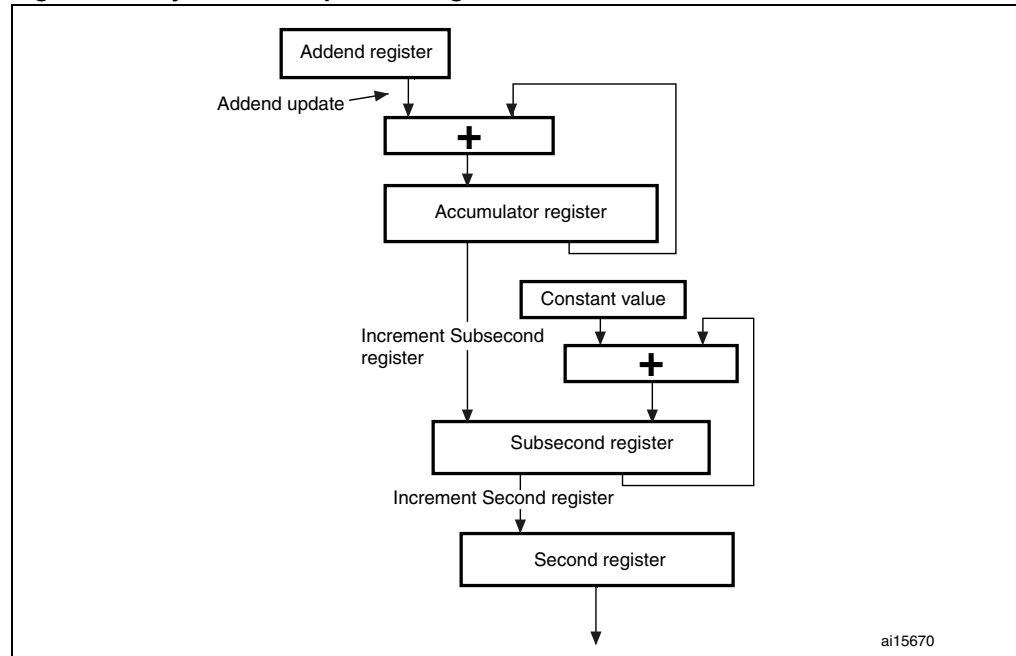 Addend register
Addend update
+
Accumulator register
Constant value
Increment Subsecond
register
+
Subsecond register
Increment Second register
Second register
ai15670